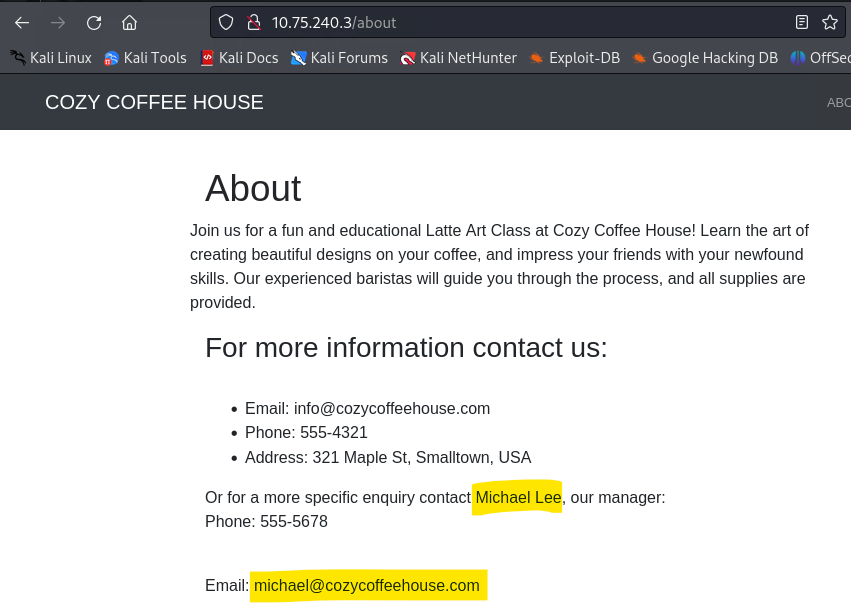 10.75.240.3/about
Kali Linux Kali Tools Kali Docs Kali Forums Kali NetHunter Exploit-DB Google Hacking DB OffSec
COZY COFFEE HOUSE
About
Join us for a fun and educational Latte Art Class at Cozy Coffee House! Learn the art of
creating beautiful designs on your coffee, and impress your friends with your newfound
skills. Our experienced baristas will guide you through the process, and all supplies are
provided.
For more information contact us:
• Email: info@cozycoffeehouse.com
• Phone: 555-4321
• Address: 321 Maple St, Smalltown, USA
Or for a more specific enquiry contact Michael Lee, our manager:
Phone: 555-5678
Email: michael@cozycoffeehouse.com